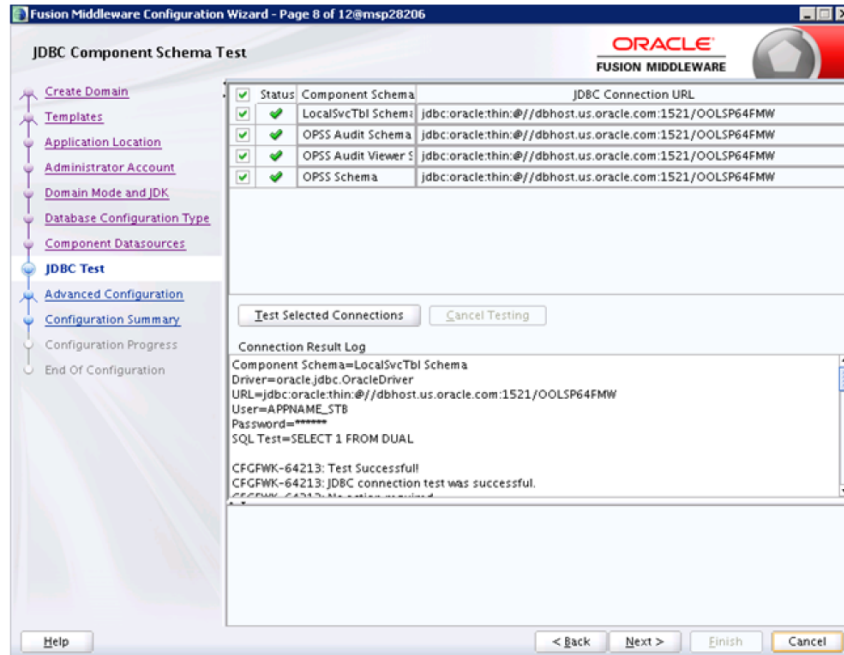 Fusion Middleware Configuration Wizard - Page 8 of 12@msp28206
JDBC Component Schema Test
ORACLE
FUSION MIDDLEWARE
Create Domain
Templates
Application Location
Administrator Account
Domain Mode and JDK
Database Configuration Type
Component Datasources
JDBC Test
Advanced Configuration
Configuration Summary
Configuration Progress
End Of Configuration
Status Component Schema JDBC Connection URL
LocalSvcTbl Schema jdbc:oracle:thin:@//dbhost.us.oracle.com:1521/OOLSP64FMW
OPSS Audit Schema jdbc:oracle:thin:@//dbhost.us.oracle.com:1521/OOLSP64FMW
OPSS Audit Viewer S jdbc:oracle:thin:@//dbhost.us.oracle.com:1521/OOLSP64FMW
OPSS Schema jdbc:oracle:thin:@//dbhost.us.oracle.com:1521/OOLSP64FMW
Test Selected Connections Cancel Testing
Connection Result Log
Component Schema=LocalSvcTbl Schema
Driver=oracle.jdbc.OracleDriver
URL=jdbc:oracle:thin:@//dbhost.us.oracle.com:1521/OOLSP64FMW
User=APPNAME_STB
Password=******
SQL Test=SELECT 1 FROM DUAL
CFGFWK-64213: Test Successful!
CFGFWK-64213: JDBC connection test was successful.
CFGFWK-64213: No action required
Help < Back Next > Finish Cancel